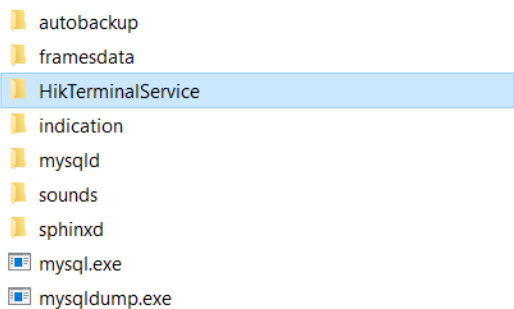 autobackup
framesdata
HikTerminalService
indication
mysqld
sounds
sphinxd
mysql.exe
mysqldump.exe